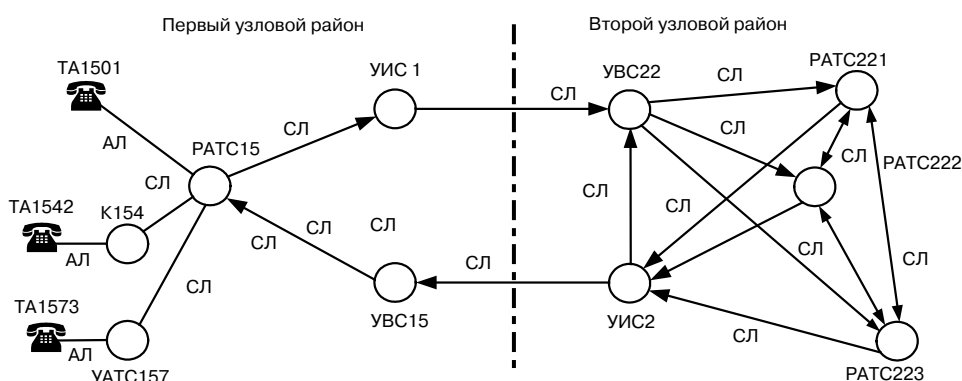 Первый узловой район
Второй узловой район
ТА1501
УИС 1
УВС22
СЛ
РАТС221
СЛ
АЛ
СЛ
РАТС15
СЛ
СЛ
РАТС222
СЛ
ТА1542
К154
АЛ
СЛ
СЛ
СЛ
СЛ
СЛ
СЛ
СЛ
СЛ
ТА1573
АЛ
УАТС157
УВС15
УИС2
СЛ
РАТС223